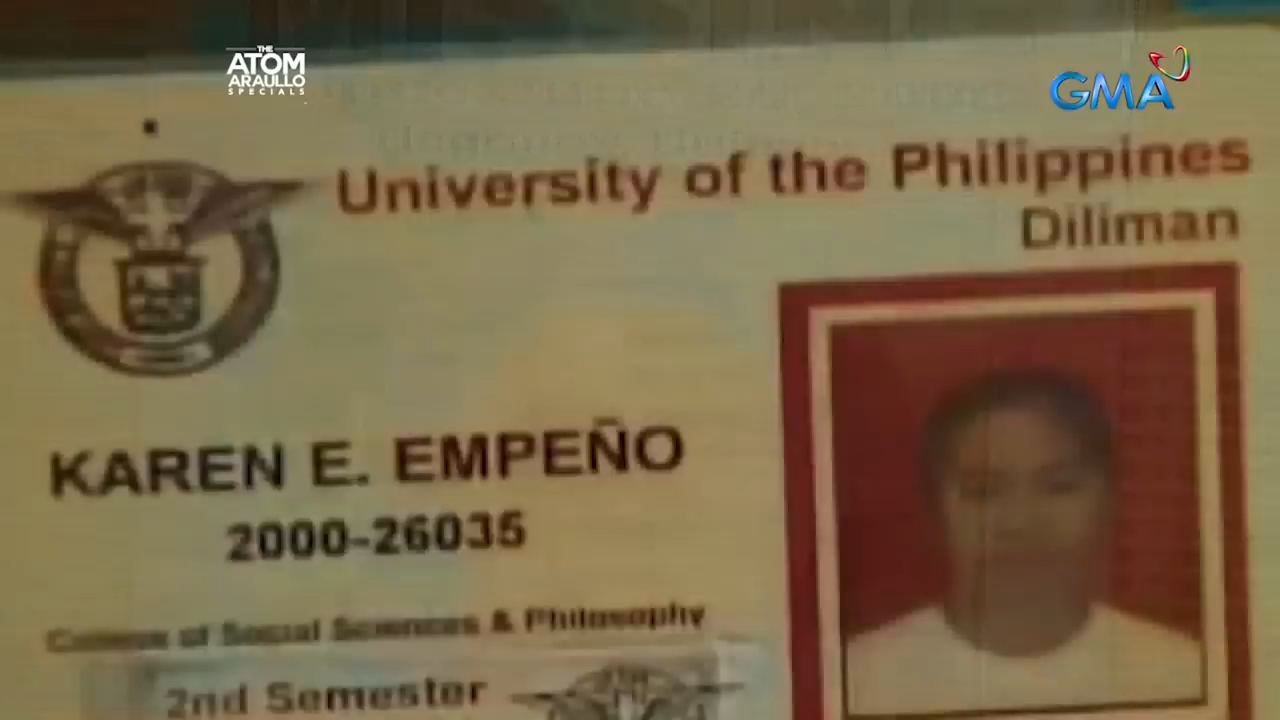 THE
ATOM
ARAULLO
SPECIALS
GMA
University of the Philippines
Diliman
KAREN E. EMPEÑO
2000-26035
College of Social Sciences & Philosophy
2nd Semester